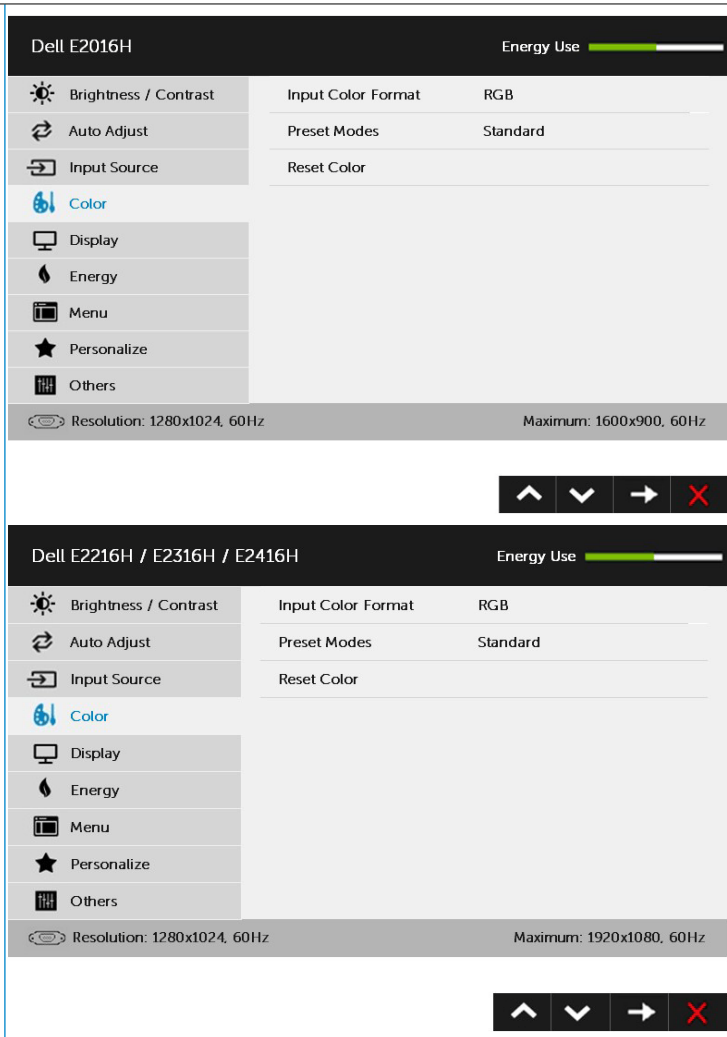 Dell E2016H Energy Use
Brightness / Contrast Input Color Format RGB
Auto Adjust Preset Modes Standard
Input Source Reset Color
Color
Display
Energy
Menu
Personalize
Others
Resolution: 1280x1024, 60Hz Maximum: 1600x900, 60Hz
Dell E2216H / E2316H / E2416H Energy Use
Brightness / Contrast Input Color Format RGB
Auto Adjust Preset Modes Standard
Input Source Reset Color
Color
Display
Energy
Menu
Personalize
Others
Resolution: 1280x1024, 60Hz Maximum: 1920x1080, 60Hz